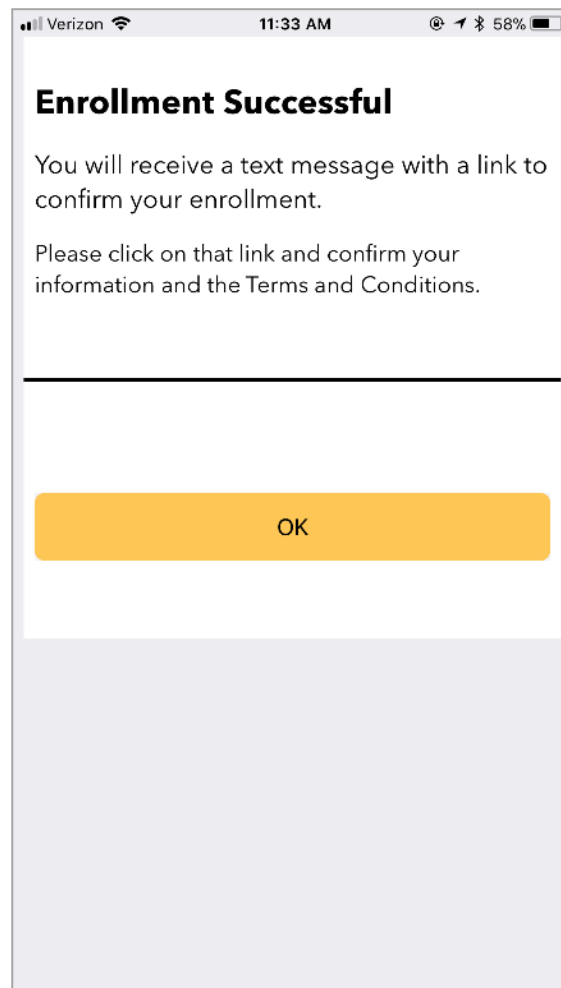 Verizon 11:33 AM 58%
Enrollment Successful
You will receive a text message with a link to
confirm your enrollment.
Please click on that link and confirm your
information and the Terms and Conditions.
OK